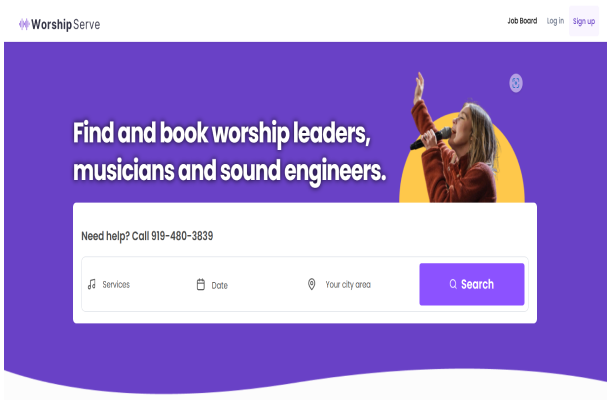 WorshipServe
Job Board Log in Sign up
Find and book worship leaders,
musicians and sound engineers.
Need help? Call 919-480-3839
Services Date Your city area Search